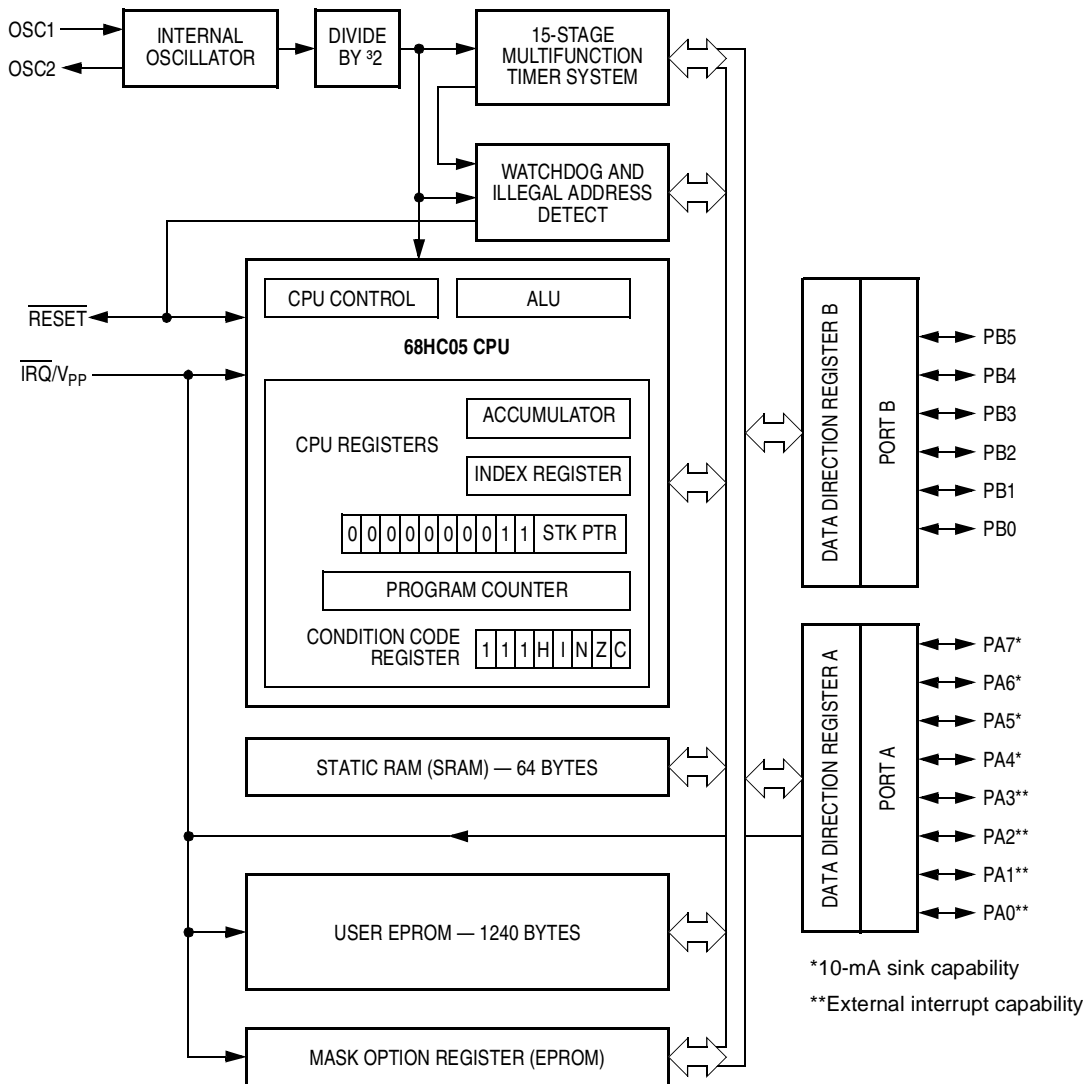 OSC1
OSC2
INTERNAL
OSCILLATOR
DIVIDE
BY ³2
15-STAGE
MULTIFUNCTION
TIMER SYSTEM
WATCHDOG AND
ILLEGAL ADDRESS
DETECT
CPU CONTROL
ALU
RESET
68HC05 CPU
IRQ/VPP
ACCUMULATOR
CPU REGISTERS
INDEX REGISTER
0 0 0 0 0 0 0 0 1 1 STK PTR
PROGRAM COUNTER
CONDITION CODE
REGISTER
1 1 1 H I N Z C
STATIC RAM (SRAM) — 64 BYTES
USER EPROM — 1240 BYTES
MASK OPTION REGISTER (EPROM)
DATA DIRECTION REGISTER B
PORT B
PB5
PB4
PB3
PB2
PB1
PB0
DATA DIRECTION REGISTER A
PORT A
PA7*
PA6*
PA5*
PA4*
PA3**
PA2**
PA1**
PA0**
*10-mA sink capability
**External interrupt capability